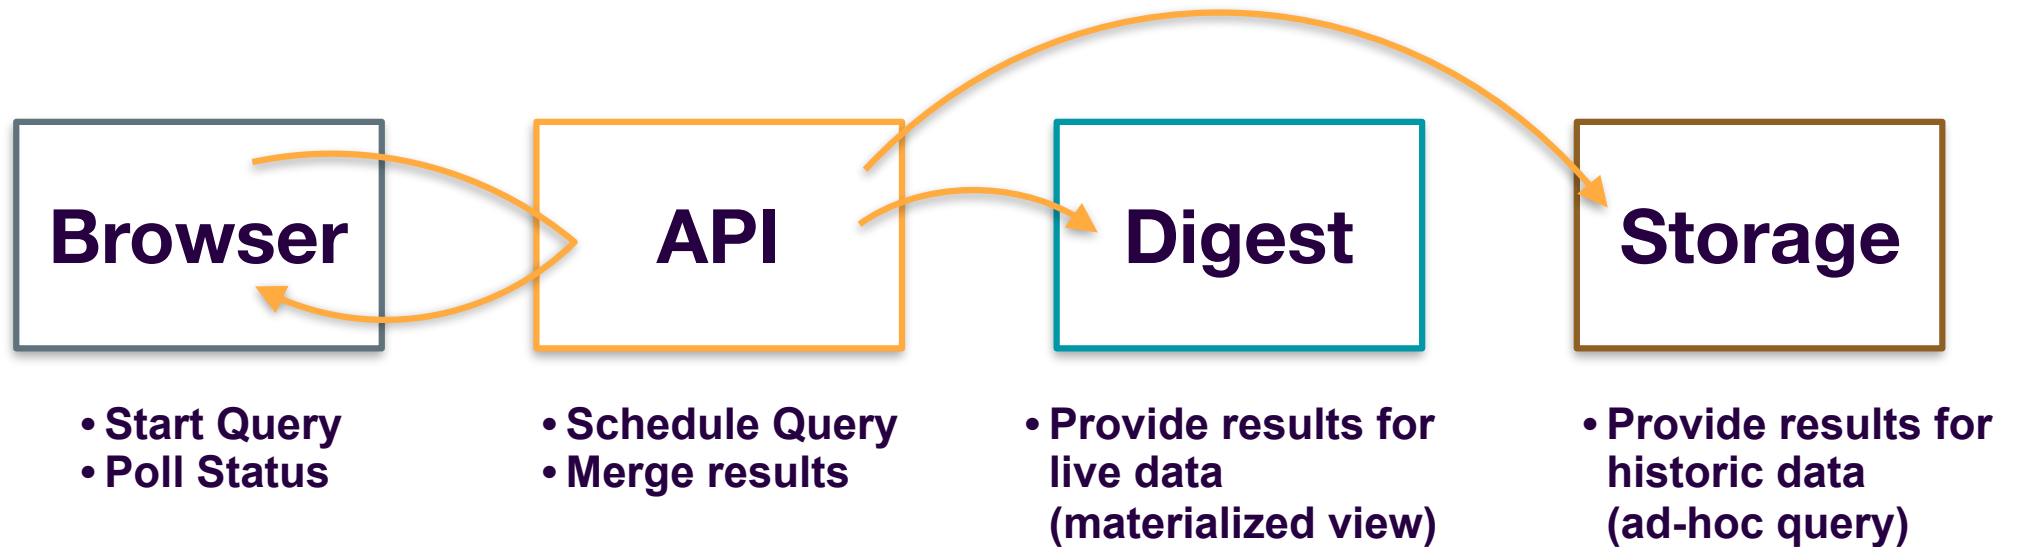 Browser
API
Digest
Storage
• Start Query
• Poll Status
• Schedule Query
• Merge results
• Provide results for
live data
(materialized view)
• Provide results for
historic data
(ad-hoc query)